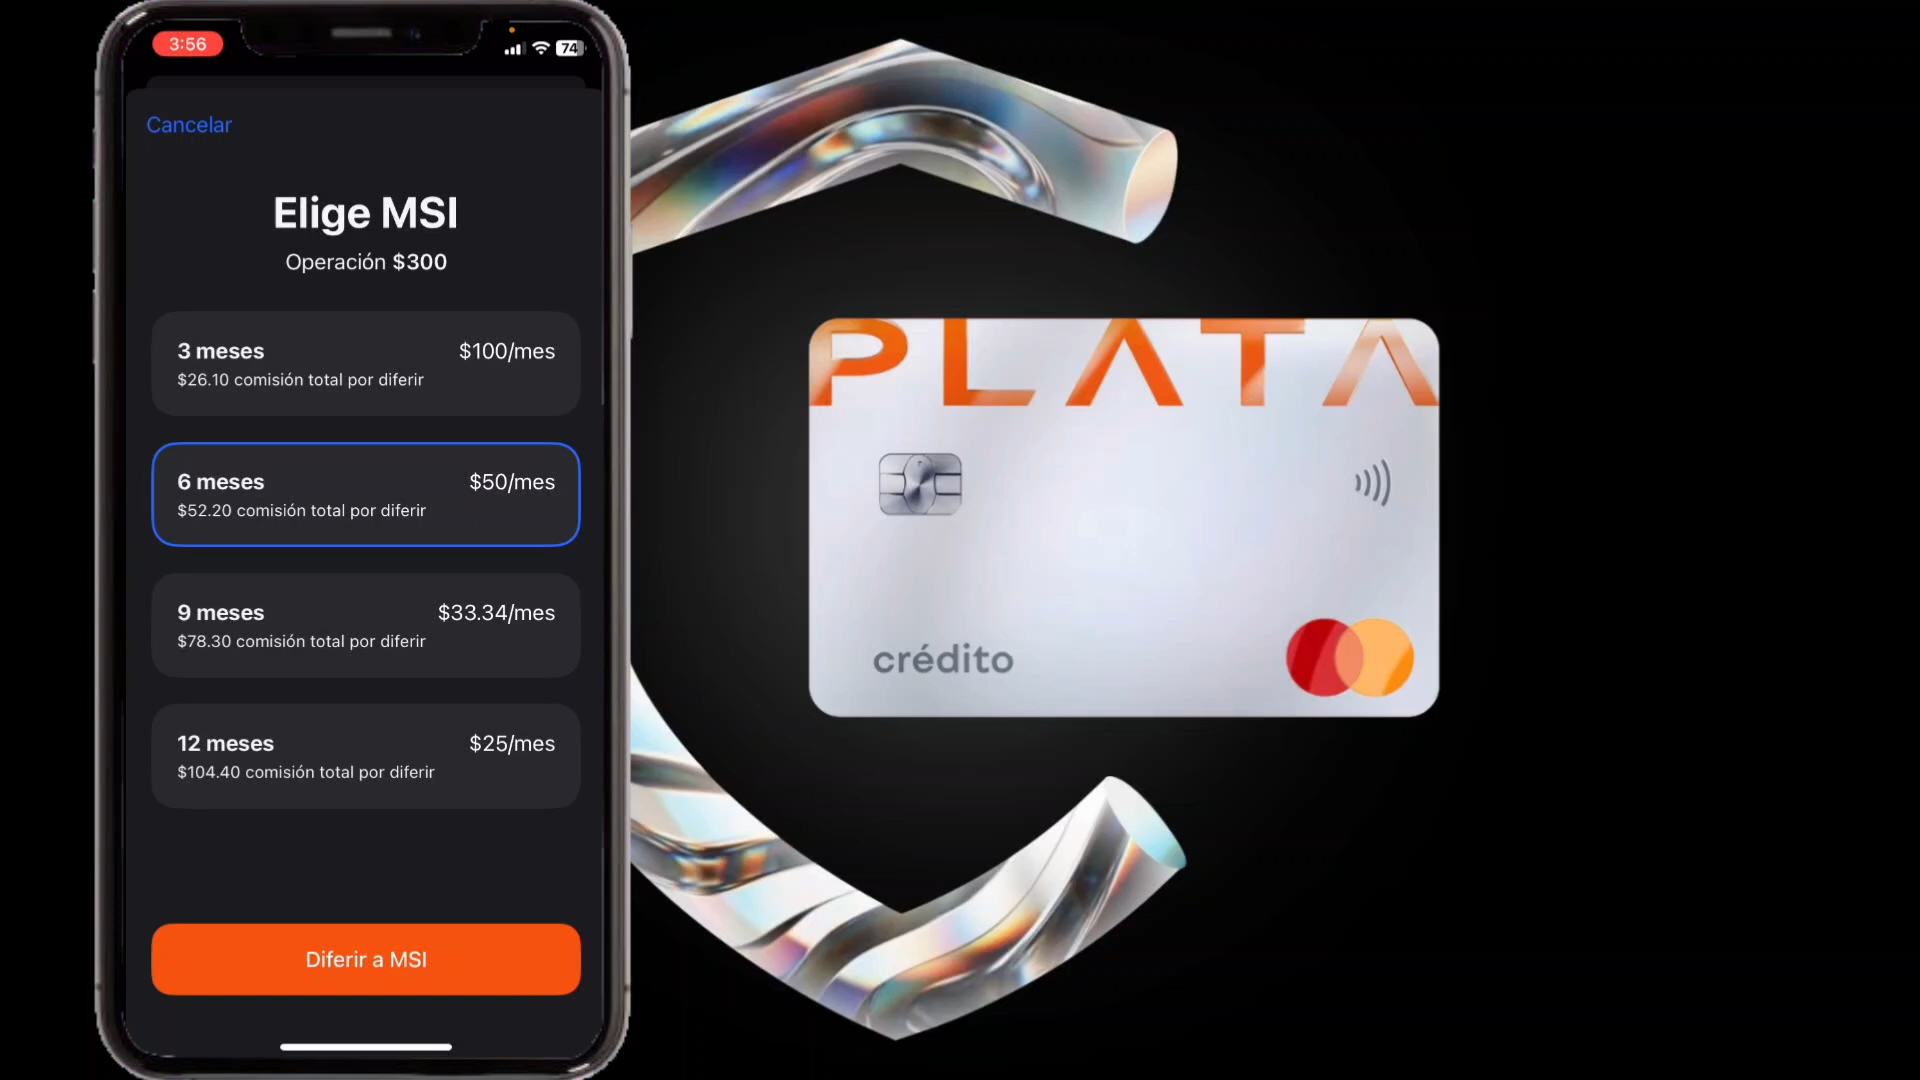 3:56
74
Cancelar
Elige MSI
Operación $300
3 meses $100/mes
$26.10 comisión total por diferir
6 meses $50/mes
$52.20 comisión total por diferir
9 meses $33.34/mes
$78.30 comisión total por diferir
12 meses $25/mes
$104.40 comisión total por diferir
Diferir a MSI
PLATA
crédito